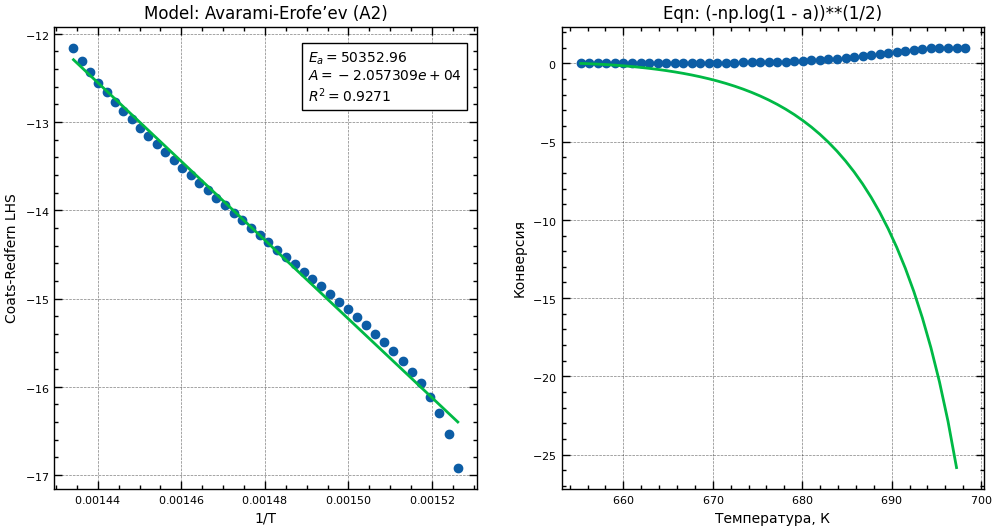 Model: Avarami-Erofe’ev (A2)
−12
−13
−14
−15
−16
−17
Coats-Redfern LHS
E_a = 50352.96
A = −2.057309e + 04
R² = 0.9271
0.00144
0.00146
0.00148
0.00150
0.00152
1/T
Eqn: (-np.log(1 - a))**(1/2)
0
−5
−10
−15
−20
−25
Конверсия
660
670
680
690
700
Температура, К